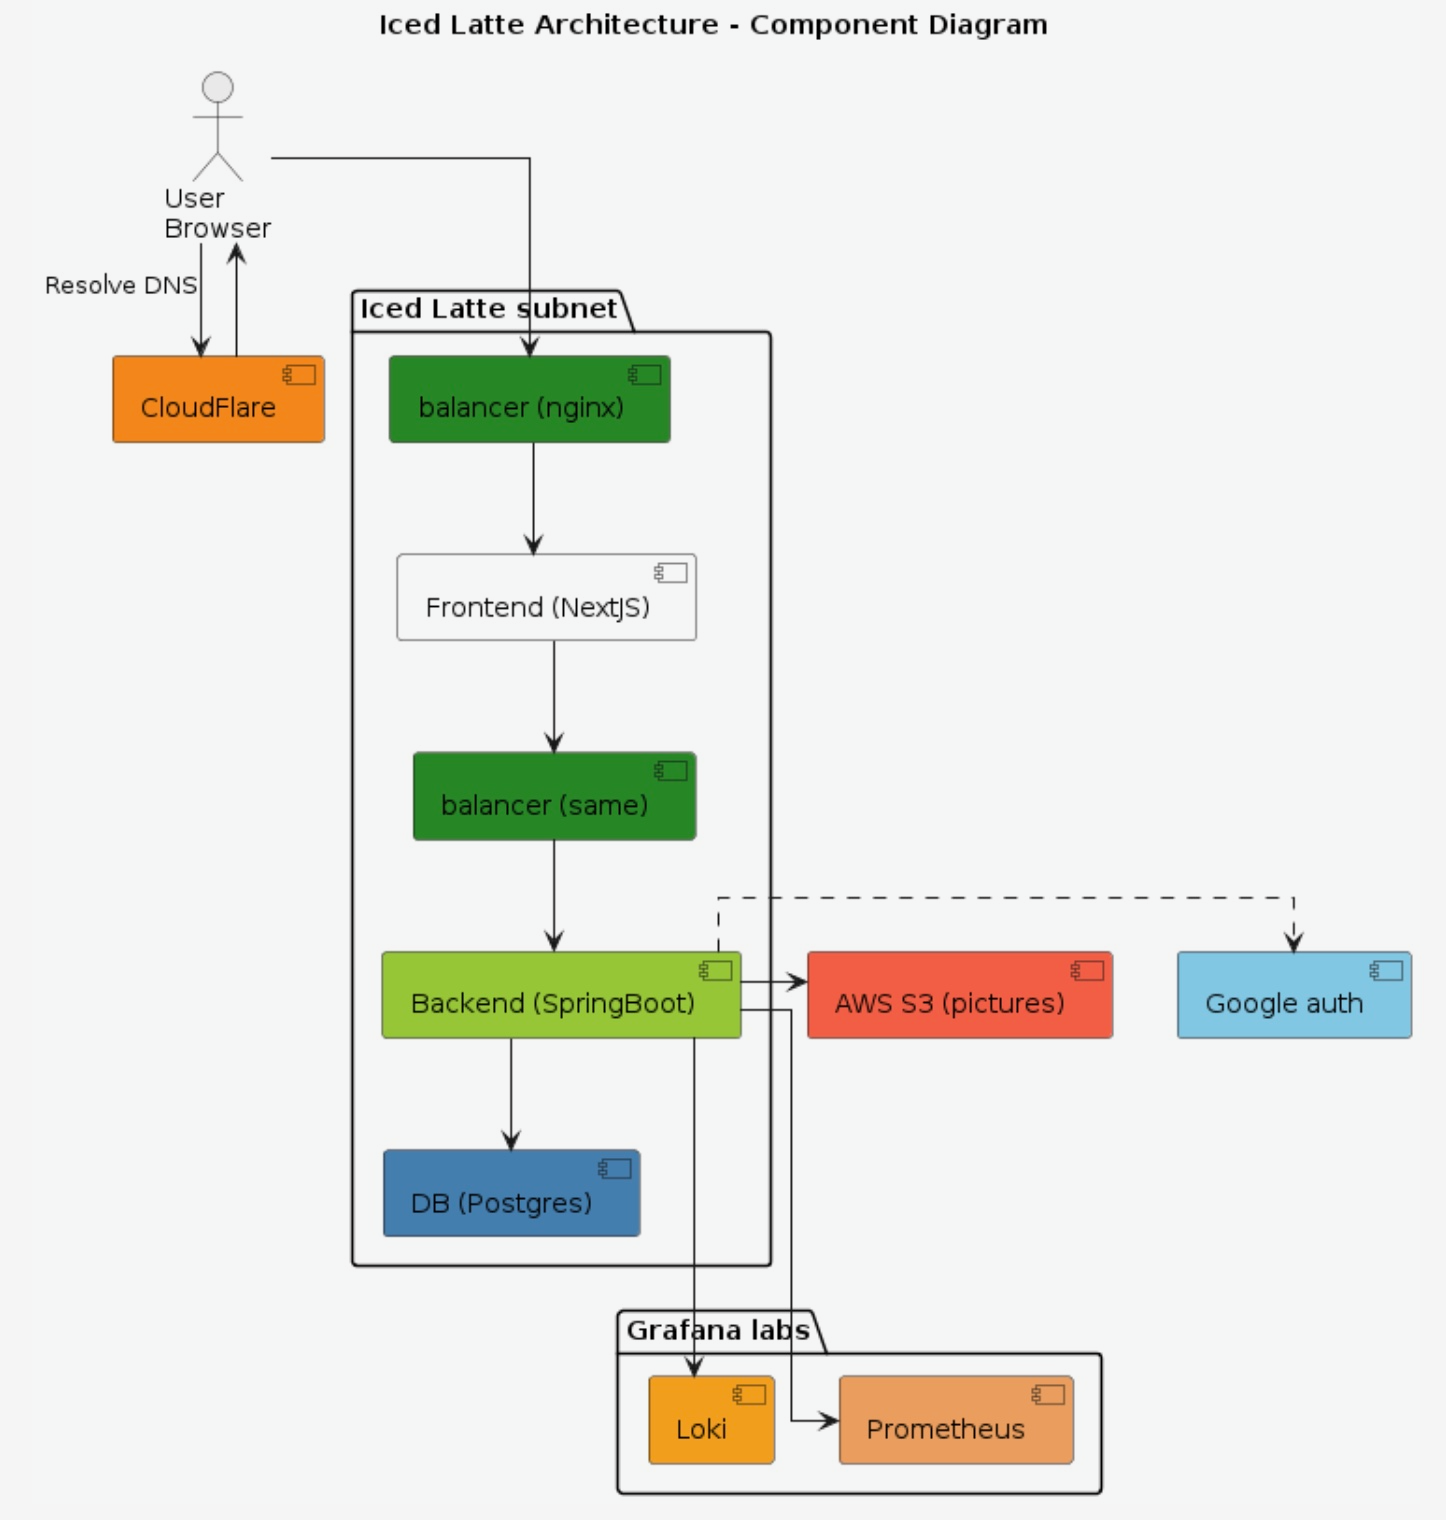 Iced Latte Architecture - Component Diagram
User
Browser
Resolve DNS
Iced Latte subnet
CloudFlare
balancer (nginx)
Frontend (NextJS)
balancer (same)
Backend (SpringBoot)
AWS S3 (pictures)
Google auth
DB (Postgres)
Grafana labs
Loki
Prometheus